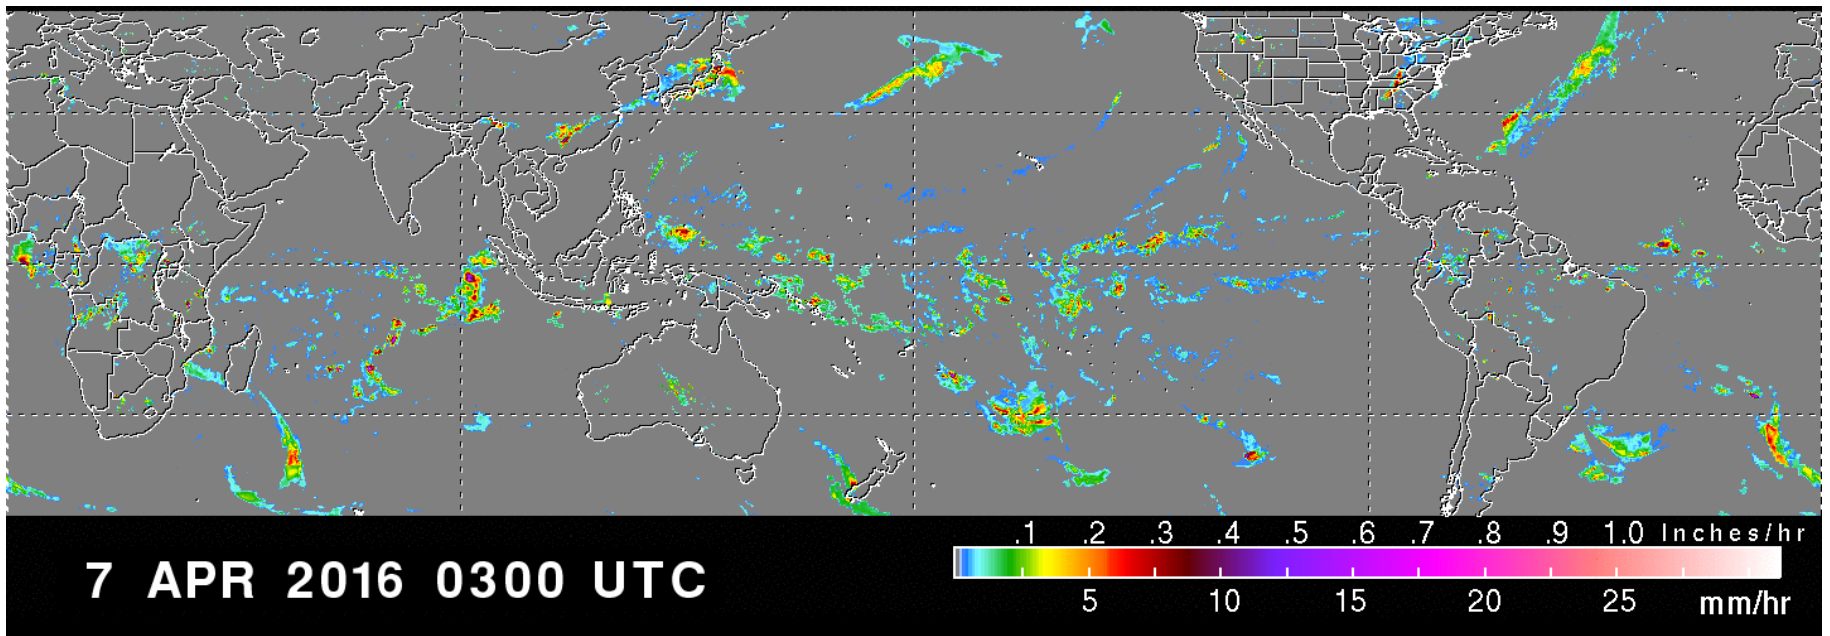 .1 .2 .3 .4 .5 .6 .7 .8 .9 1.0 Inches/hr
7 APR 2016 0300 UTC
5 10 15 20 25 mm/hr